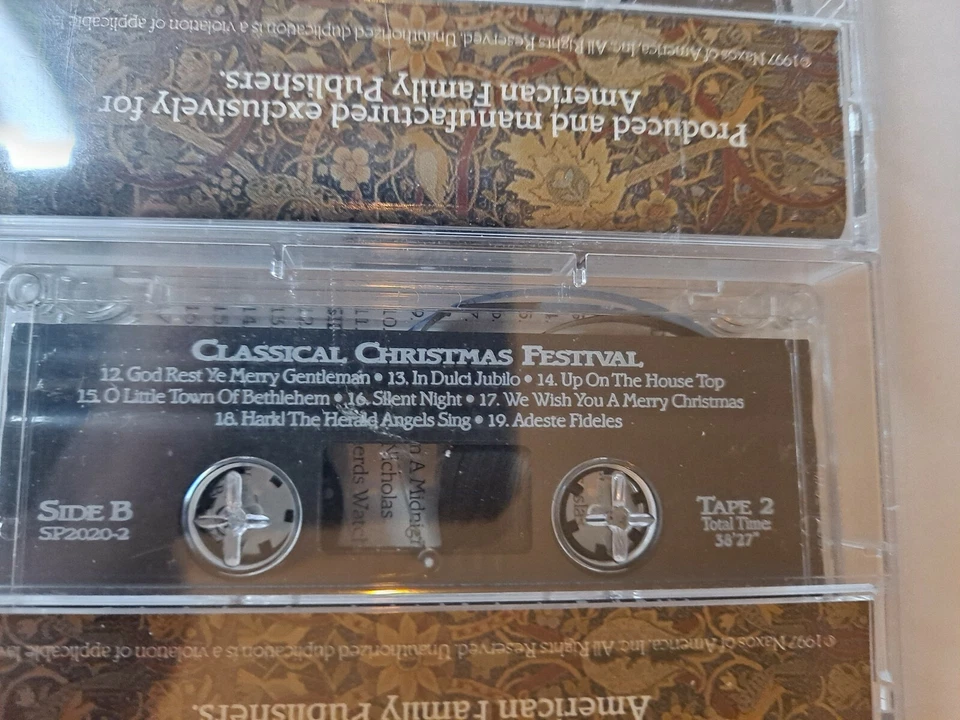 ©1997 Naxos of America, Inc. All Rights Reserved. Unauthorized duplication is a violation of applicable
Produced and manufactured exclusively for
American Family Publishers.
CLASSICAL CHRISTMAS FESTIVAL
12. God Rest Ye Merry Gentleman • 13. In Dulci Jubilo • 14. Up On The House Top
15. O Little Town Of Bethlehem • 16. Silent Night • 17. We Wish You A Merry Christmas
18. Hark! The Herald Angels Sing • 19. Adeste Fideles
SIDE B
SP2020-2
TAPE 2
Total Time:
38'27"
A Midnight
Nicholas
©1997 Naxos of America, Inc. All Rights Reserved. Unauthorized duplication is a violation of applicable
American Family Publishers.